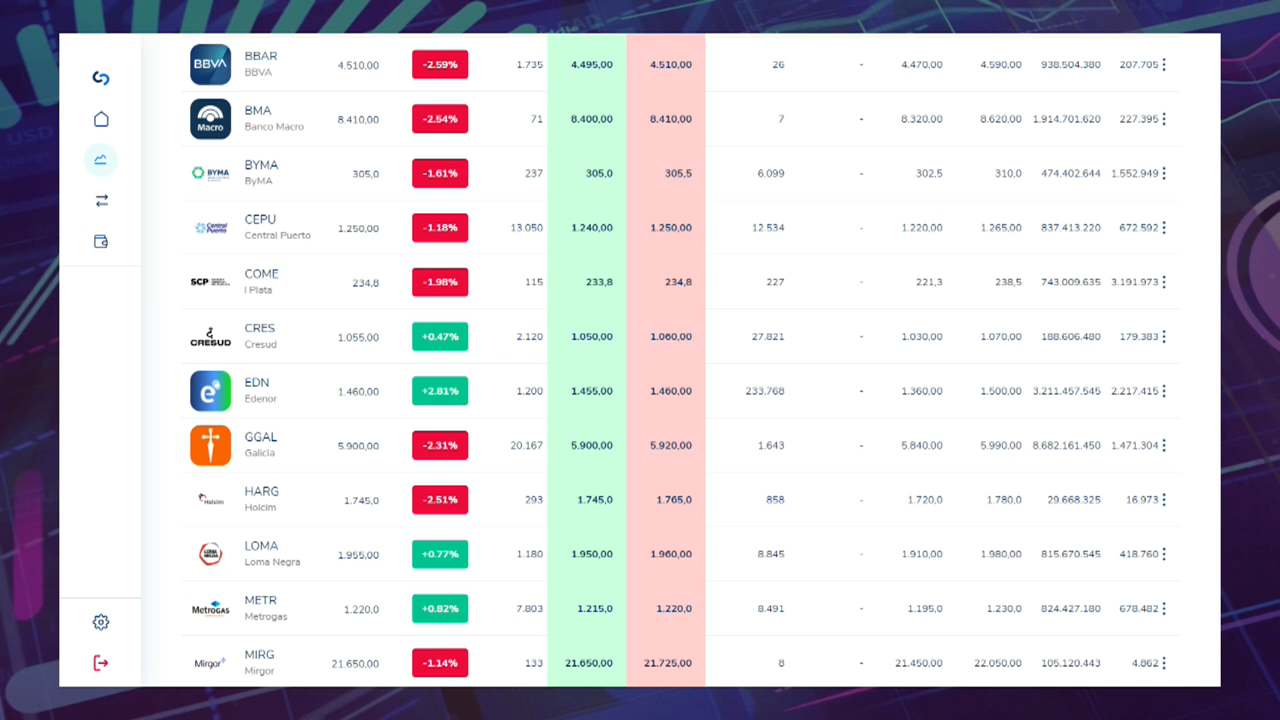 BBVA BBAR 4.510,00 -2.59% 1.735 4.495,00 4.510,00 26 - 4.470,00 4.590,00 938.504.380 207.705
BBVA
Macro BMA 8.410,00 -2.54% 71 8.400,00 8.410,00 7 - 8.320,00 8.620,00 1.914.701.620 227.395
Banco Macro
BYMA BYMA 305,0 -1.61% 237 305,0 305,5 6.099 - 302,5 310,0 474.402.644 1.552.949
ByMA
Central Puerto CEPU 1.250,00 -1.18% 13.050 1.240,00 1.250,00 12.534 - 1.220,00 1.265,00 837.413.220 672.592
Central Puerto
SCP COME 234,8 -1.98% 115 233,8 234,8 227 - 221,3 238,5 743.009.635 3.191.973
l Plata
CRESUD CRES 1.055,00 +0.47% 2.120 1.050,00 1.060,00 27.821 - 1.030,00 1.070,00 188.606.480 179.383
Cresud
e EDN 1.460,00 +2.81% 1.200 1.455,00 1.460,00 233.768 - 1.360,00 1.500,00 3.211.457.545 2.217.415
Edenor
GGAL 5.900,00 -2.31% 20.167 5.900,00 5.920,00 1.643 - 5.840,00 5.990,00 8.682.161.450 1.471.304
Galicia
Holcim HARG 1.745,0 -2.51% 293 1.745,0 1.765,0 858 - 1.720,0 1.780,0 29.668.325 16.973
Holcim
LOMA NEGRA LOMA 1.955,00 +0.77% 1.180 1.950,00 1.960,00 8.845 - 1.910,00 1.980,00 815.670.545 418.760
Loma Negra
METROGAS METR 1.220,0 +0.82% 7.803 1.215,0 1.220,0 8.491 - 1.195,0 1.230,0 824.427.180 678.482
Metrogas
Mirgor MIRG 21.650,00 -1.14% 133 21.650,00 21.725,00 8 - 21.450,00 22.050,00 105.120.443 4.862
Mirgor